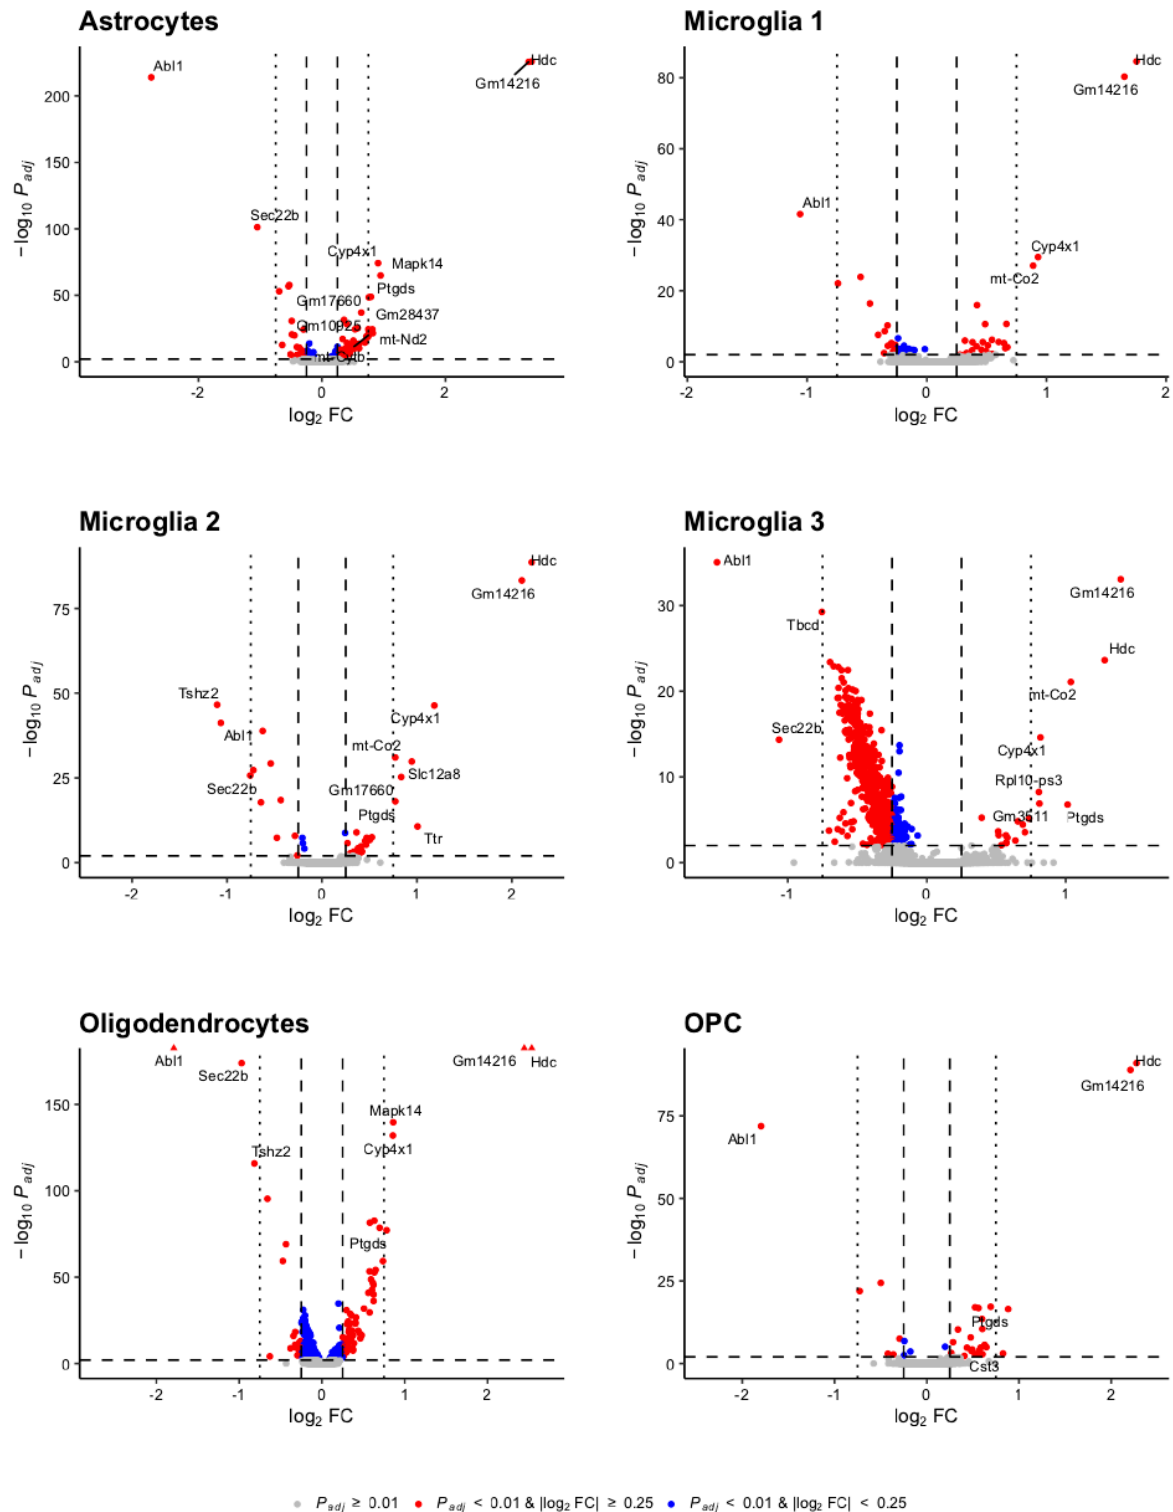 Astrocytes
Microglia 1
−log10 Padj
200
150
100
50
0
-2
0
2
log2 FC
Abl1
Hdc
Gm14216
Sec22b
Cyp4x1
Mapk14
Ptgds
Gm17660
Gm28437
Gm10925
mt-Nd2
mt-Cytb
−log10 Padj
80
60
40
20
0
-2
-1
0
1
2
log2 FC
Hdc
Gm14216
Abl1
Cyp4x1
mt-Co2
Microglia 2
Microglia 3
−log10 Padj
75
50
25
0
-2
-1
0
1
2
log2 FC
Hdc
Gm14216
Tshz2
Abl1
Cyp4x1
mt-Co2
Slc12a8
Sec22b
Gm17660
Ptgds
Ttr
−log10 Padj
30
20
10
0
-1
0
1
log2 FC
Abl1
Gm14216
Tbcd
Hdc
mt-Co2
Sec22b
Cyp4x1
Rpl10-ps3
Gm3511
Ptgds
Oligodendrocytes
OPC
−log10 Padj
150
100
50
0
-2
-1
0
1
2
log2 FC
Abl1
Gm14216
Hdc
Sec22b
Mapk14
Cyp4x1
Tshz2
Ptgds
−log10 Padj
75
50
25
0
-2
-1
0
1
2
log2 FC
Hdc
Gm14216
Abl1
Ptgds
Cst3
Padj ≥ 0.01 Padj < 0.01 & |log2 FC| ≥ 0.25 Padj < 0.01 & |log2 FC| < 0.25